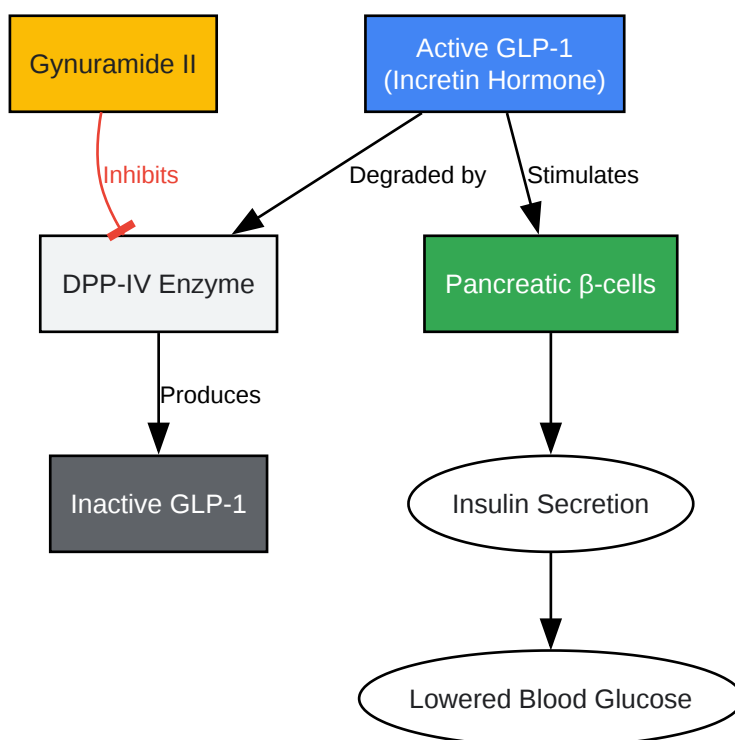 Gynuramide II
Active GLP-1
(Incretin Hormone)
Inhibits
Degraded by
Stimulates
DPP-IV Enzyme
Pancreatic β-cells
Produces
Inactive GLP-1
Insulin Secretion
Lowered Blood Glucose